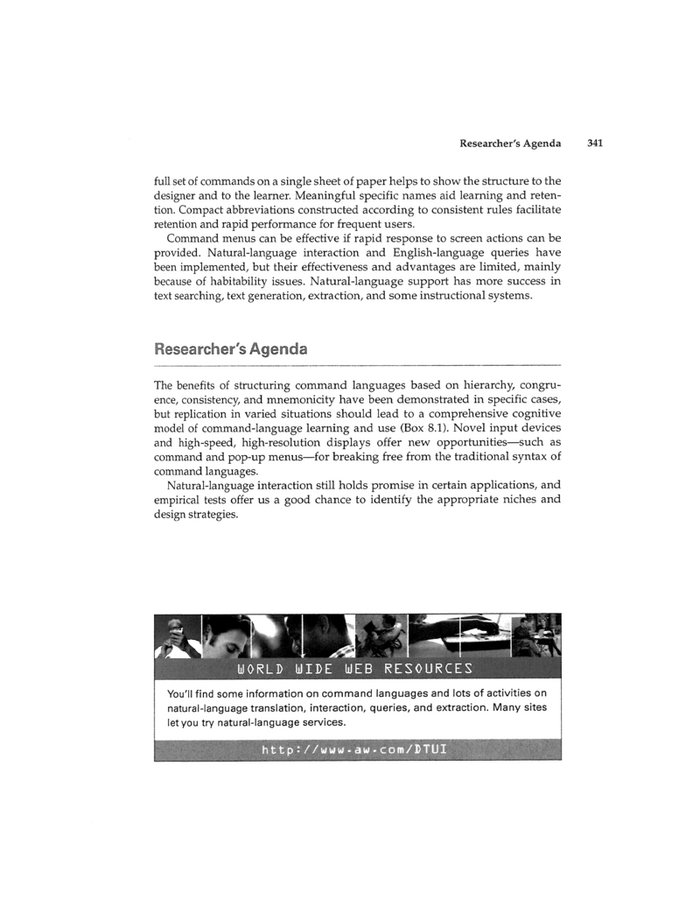 Researcher's Agenda 341
full set of commands on a single sheet of paper helps to show the structure to the
designer and to the learner. Meaningful specific names aid learning and reten-
tion. Compact abbreviations constructed according to consistent rules facilitate
retention and rapid performance for frequent users.
Command menus can be effective if rapid response to screen actions can be
provided. Natural-language interaction and English-language queries have
been implemented, but their effectiveness and advantages are limited, mainly
because of habitability issues. Natural-language support has more success in
text searching, text generation, extraction, and some instructional systems.
Researcher's Agenda
The benefits of structuring command languages based on hierarchy, congru-
ence, consistency, and mnemonicity have been demonstrated in specific cases,
but replication in varied situations should lead to a comprehensive cognitive
model of command-language learning and use (Box 8.1). Novel input devices
and high-speed, high-resolution displays offer new opportunities—such as
command and pop-up menus—for breaking free from the traditional syntax of
command languages.
Natural-language interaction still holds promise in certain applications, and
empirical tests offer us a good chance to identify the appropriate niches and
design strategies.
WORLD WIDE WEB RESOURCES
You'll find some information on command languages and lots of activities on
natural-language translation, interaction, queries, and extraction. Many sites
let you try natural-language services.
http://www.aw.com/DTUI